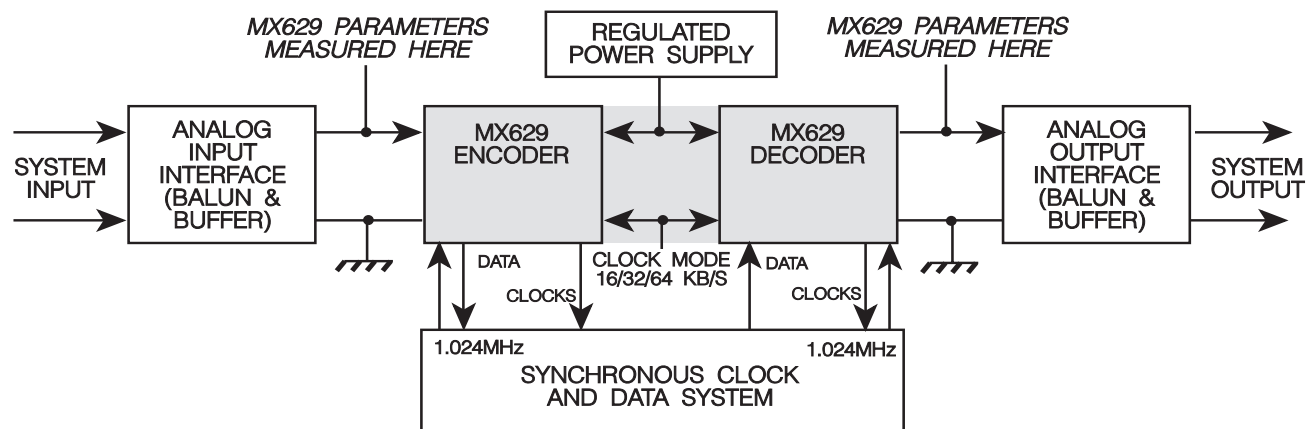 MX629 PARAMETERS
MEASURED HERE
REGULATED
POWER SUPPLY
MX629 PARAMETERS
MEASURED HERE
SYSTEM
INPUT
ANALOG
INPUT
INTERFACE
(BALUN &
BUFFER)
MX629
ENCODER
MX629
DECODER
ANALOG
OUTPUT
INTERFACE
(BALUN &
BUFFER)
SYSTEM
OUTPUT
DATA
CLOCKS
CLOCK MODE
16/32/64 KB/S
DATA
CLOCKS
1.024MHz
1.024MHz
SYNCHRONOUS CLOCK
AND DATA SYSTEM